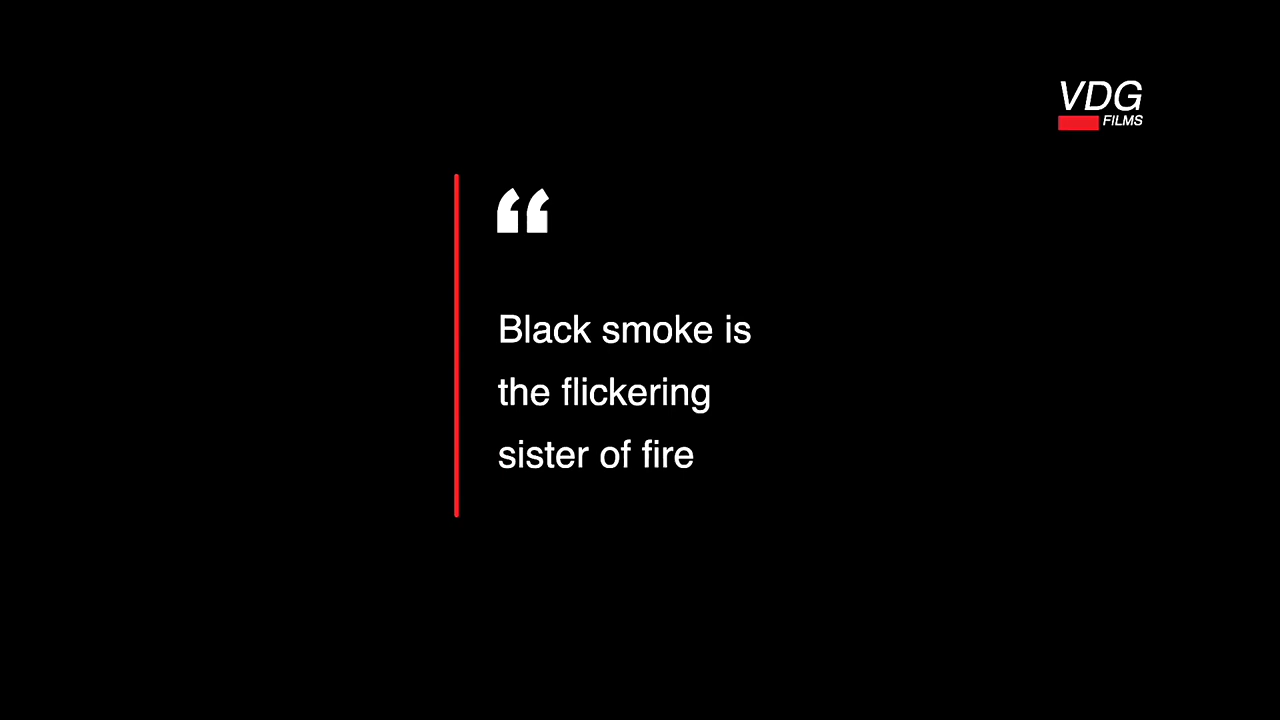 VDG
FILMS
“
Black smoke is
the flickering
sister of fire